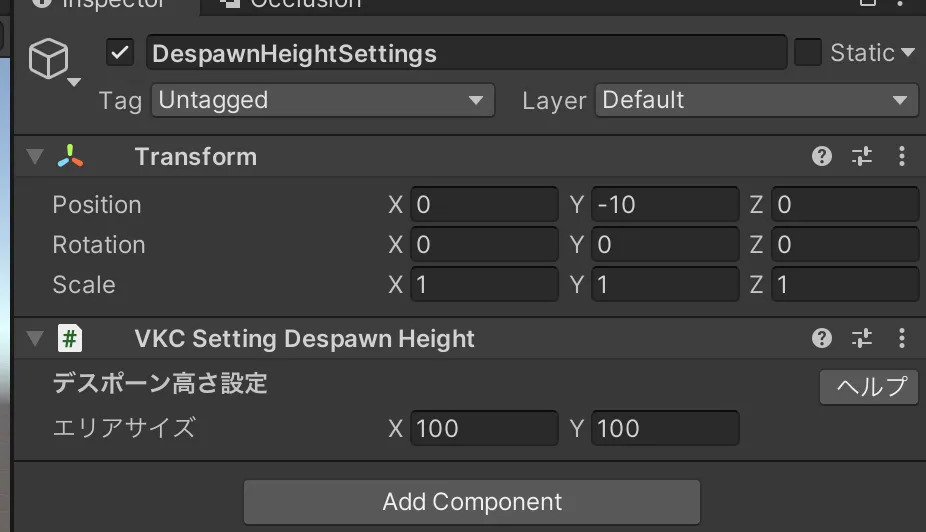 Inspector Occlusion
DespawnHeightSettings Static
Tag Untagged Layer Default
Transform
Position X 0 Y -10 Z 0
Rotation X 0 Y 0 Z 0
Scale X 1 Y 1 Z 1
# VKC Setting Despawn Height
デスポーン高さ設定 ヘルプ
エリアサイズ X 100 Y 100
Add Component